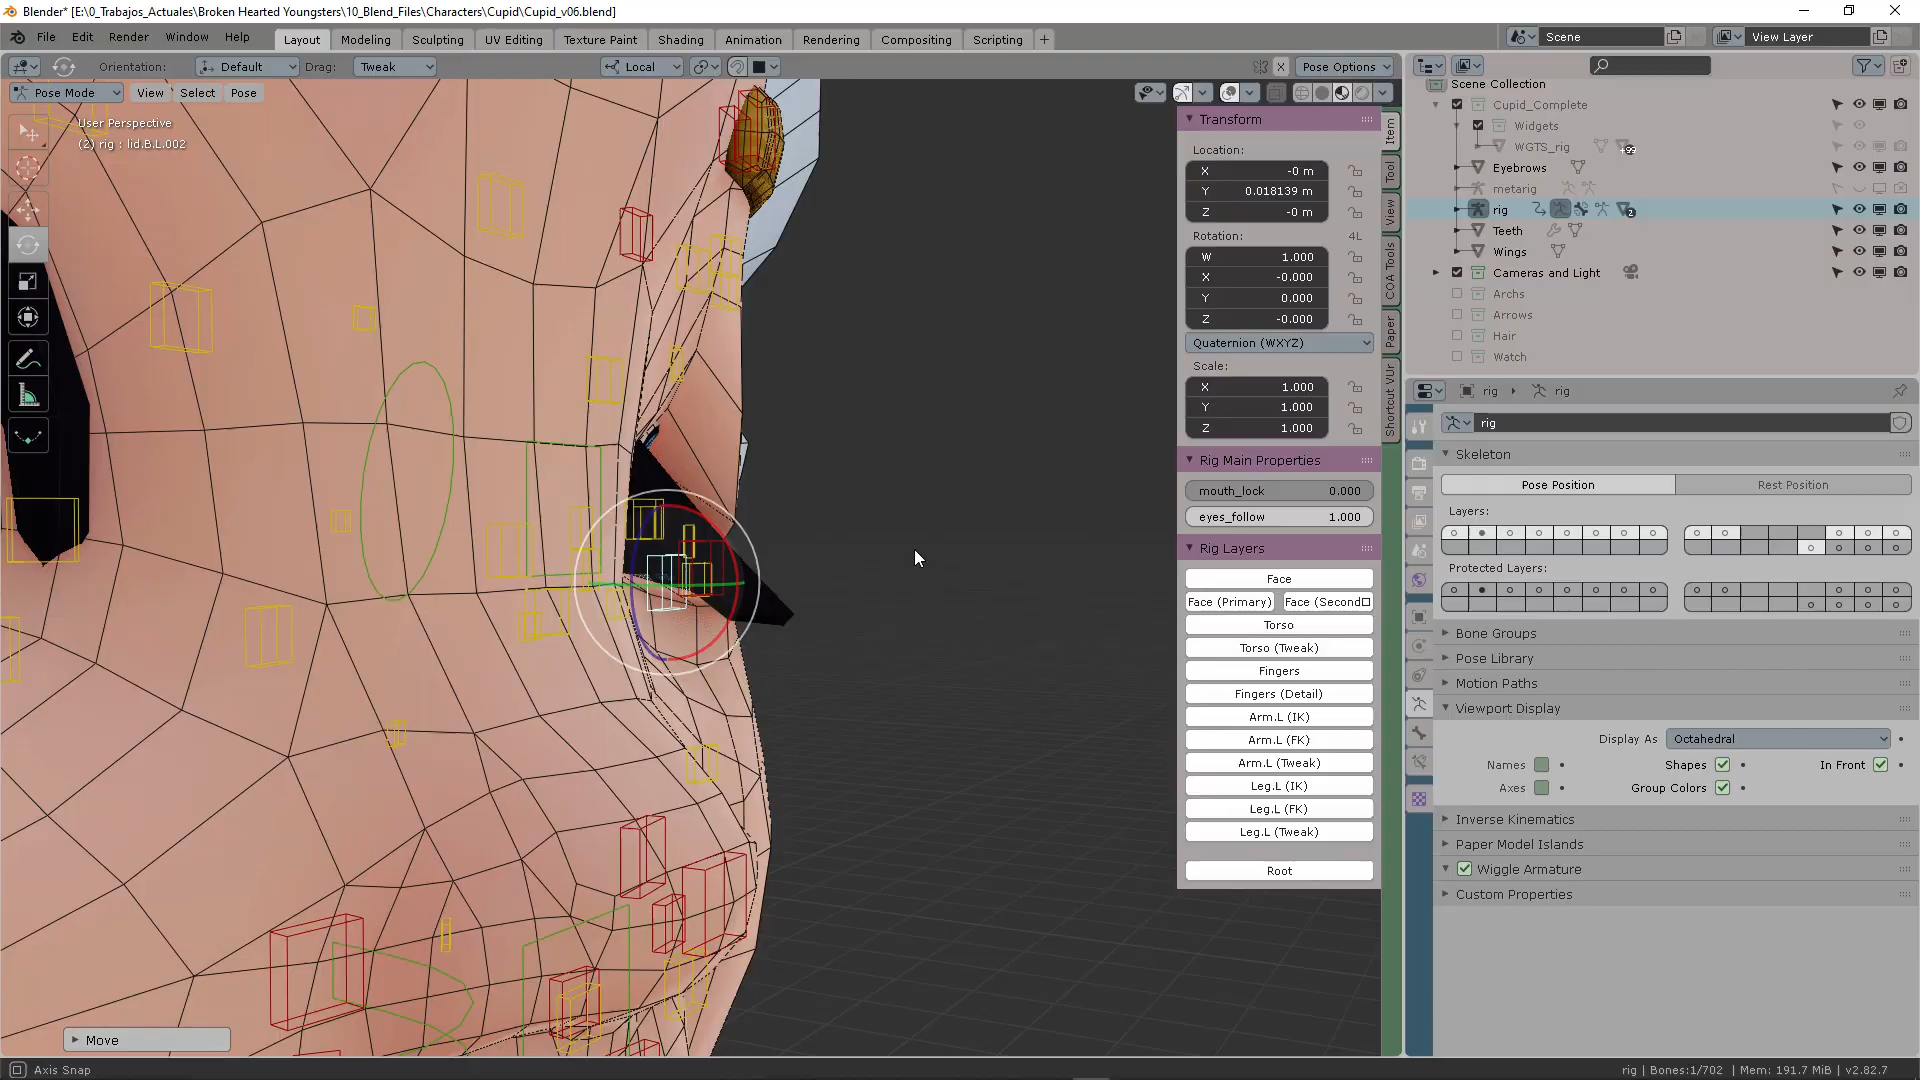 Blender* [E:\0_Trabajos_Actuales\Broken Hearted Youngsters\10_Blend_Files\Characters\Cupid\Cupid_v06.blend]
File Edit Render Window Help Layout Modeling Sculpting UV Editing Texture Paint Shading Animation Rendering Compositing Scripting + Scene View Layer
Orientation: Default Drag: Tweak Local Pose Options
Pose Mode View Select Pose
User Perspective
(2) rig : lid.B.L.002
Move
Transform
Location:
X -0 m
Y 0.018139 m
Z -0 m
Rotation: 4L
W 1.000
X -0.000
Y 0.000
Z -0.000
Quaternion (WXYZ)
Scale:
X 1.000
Y 1.000
Z 1.000
Rig Main Properties
mouth_lock 0.000
eyes_follow 1.000
Rig Layers
Face
Face (Primary) Face (Second
Torso
Torso (Tweak)
Fingers
Fingers (Detail)
Arm.L (IK)
Arm.L (FK)
Arm.L (Tweak)
Leg.L (IK)
Leg.L (FK)
Leg.L (Tweak)
Root
Item
Tool
View
COA Tools
Paper
Shortcut VUr
Scene Collection
Cupid_Complete
Widgets
WGTS_rig +99
Eyebrows
metarig
rig 2
Teeth
Wings
Cameras and Light
Archs
Arrows
Hair
Watch
rig rig
rig
Skeleton
Pose Position Rest Position
Layers:
Protected Layers:
Bone Groups
Pose Library
Motion Paths
Viewport Display
Display As Octahedral
Names Shapes In Front
Axes Group Colors
Inverse Kinematics
Paper Model Islands
Wiggle Armature
Custom Properties
Axis Snap
rig | Bones:1/702 | Mem: 191.7 MiB | v2.82.7